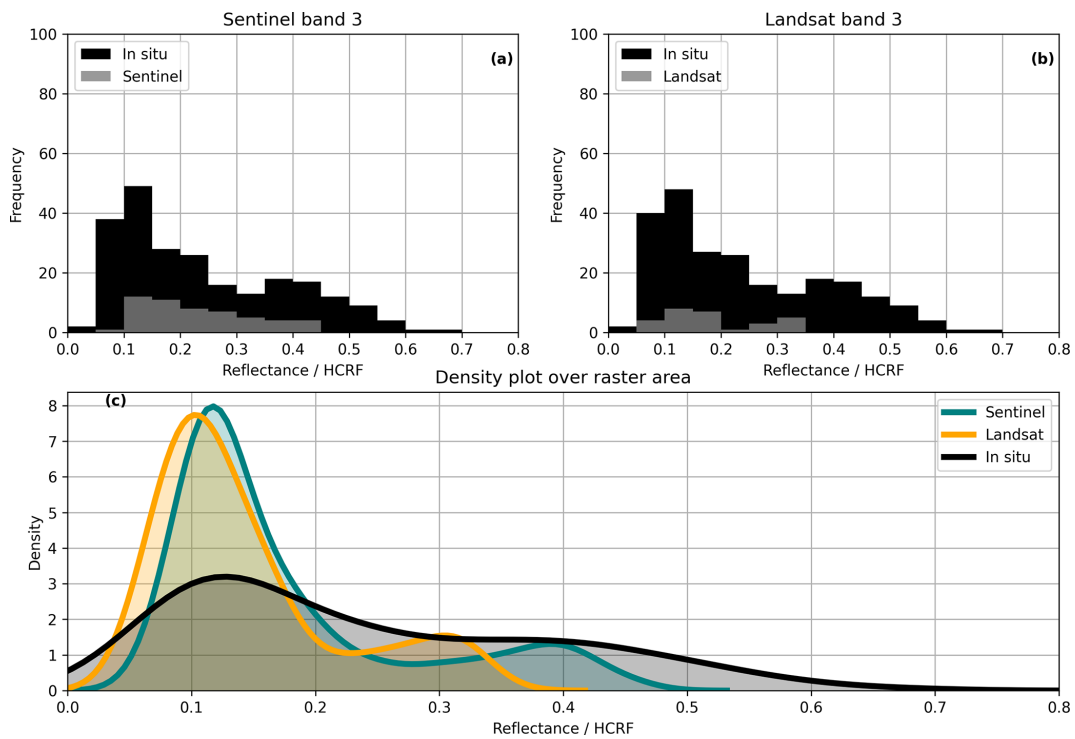 Sentinel band 3
Landsat band 3
100
80
60
40
20
0
Frequency
In situ
Sentinel
(a)
0.0 0.1 0.2 0.3 0.4 0.5 0.6 0.7 0.8
Reflectance / HCRF
100
80
60
40
20
0
Frequency
In situ
Landsat
(b)
0.0 0.1 0.2 0.3 0.4 0.5 0.6 0.7 0.8
Reflectance / HCRF
Density plot over raster area
(c)
8
7
6
5
4
3
2
1
0
Density
Sentinel
Landsat
In situ
0.0 0.1 0.2 0.3 0.4 0.5 0.6 0.7 0.8
Reflectance / HCRF